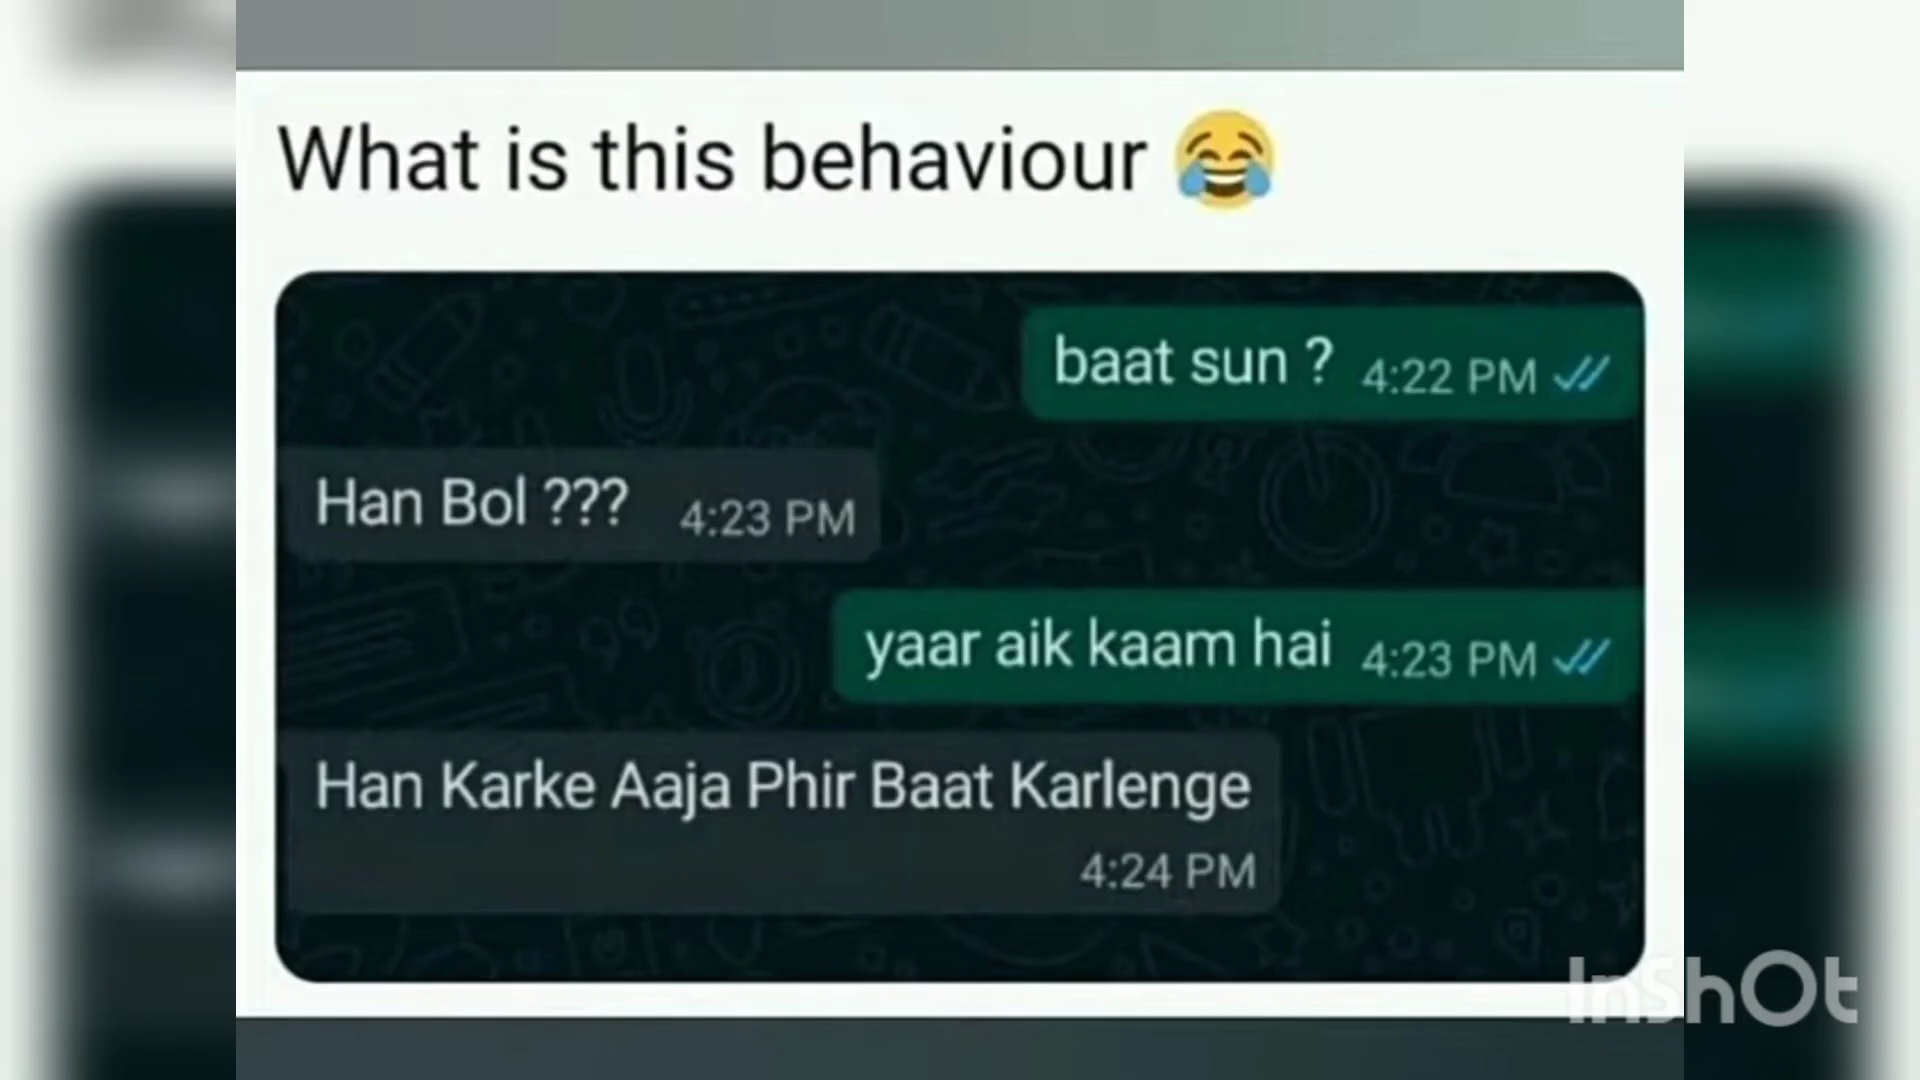 What is this behaviour 😂
baat sun ? 4:22 PM
Han Bol ??? 4:23 PM
yaar aik kaam hai 4:23 PM
Han Karke Aaja Phir Baat Karlenge
4:24 PM
InShOt